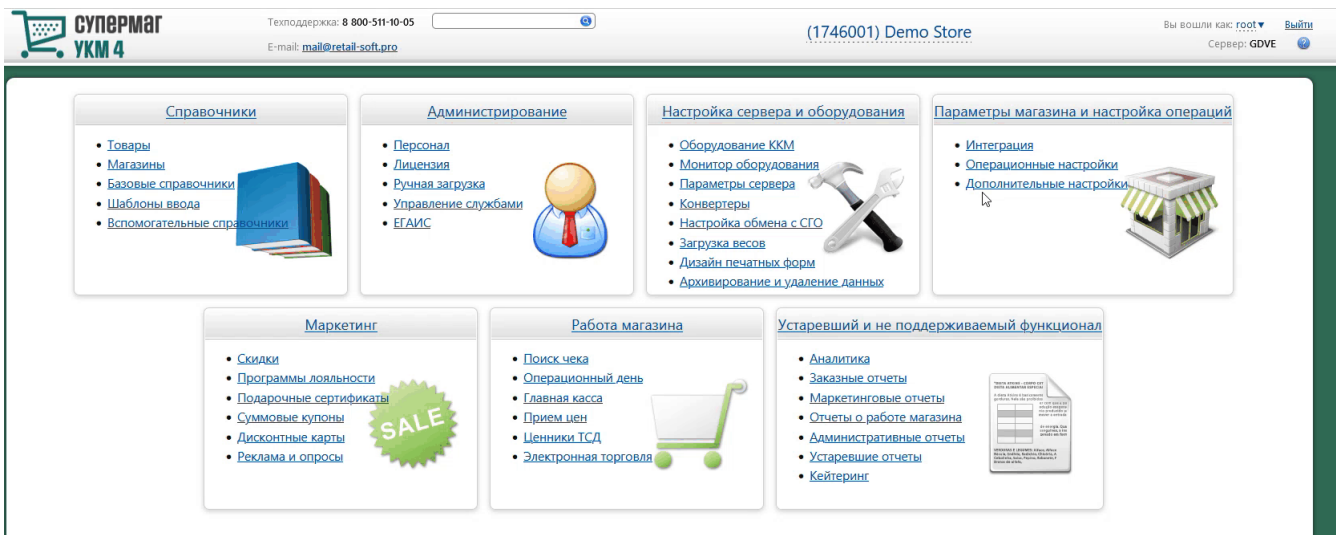 СУПЕРМАГ
УКМ 4
Техподдержка: 8 800-511-10-05
E-mail: mail@retail-soft.pro
(1746001) Demo Store
Вы вошли как: root▼ Выйти
Сервер: GDVE
Справочники
• Товары
• Магазины
• Базовые справочники
• Шаблоны ввода
• Вспомогательные справочники
Администрирование
• Персонал
• Лицензия
• Ручная загрузка
• Управление службами
• ЕГАИС
Настройка сервера и оборудования
• Оборудование ККМ
• Монитор оборудования
• Параметры сервера
• Конвертеры
• Настройка обмена с СГО
• Загрузка весов
• Дизайн печатных форм
• Архивирование и удаление данных
Параметры магазина и настройка операций
• Интеграция
• Операционные настройки
• Дополнительные настройки
Маркетинг
• Скидки
• Программы лояльности
• Подарочные сертификаты
• Суммовые купоны
• Дисконтные карты
• Реклама и опросы
SALE
Работа магазина
• Поиск чека
• Операционный день
• Главная касса
• Прием цен
• Ценники ТСД
• Электронная торговля
Устаревший и не поддерживаемый функционал
• Аналитика
• Заказные отчеты
• Маркетинговые отчеты
• Отчеты о работе магазина
• Административные отчеты
• Устаревшие отчеты
• Кейтеринг